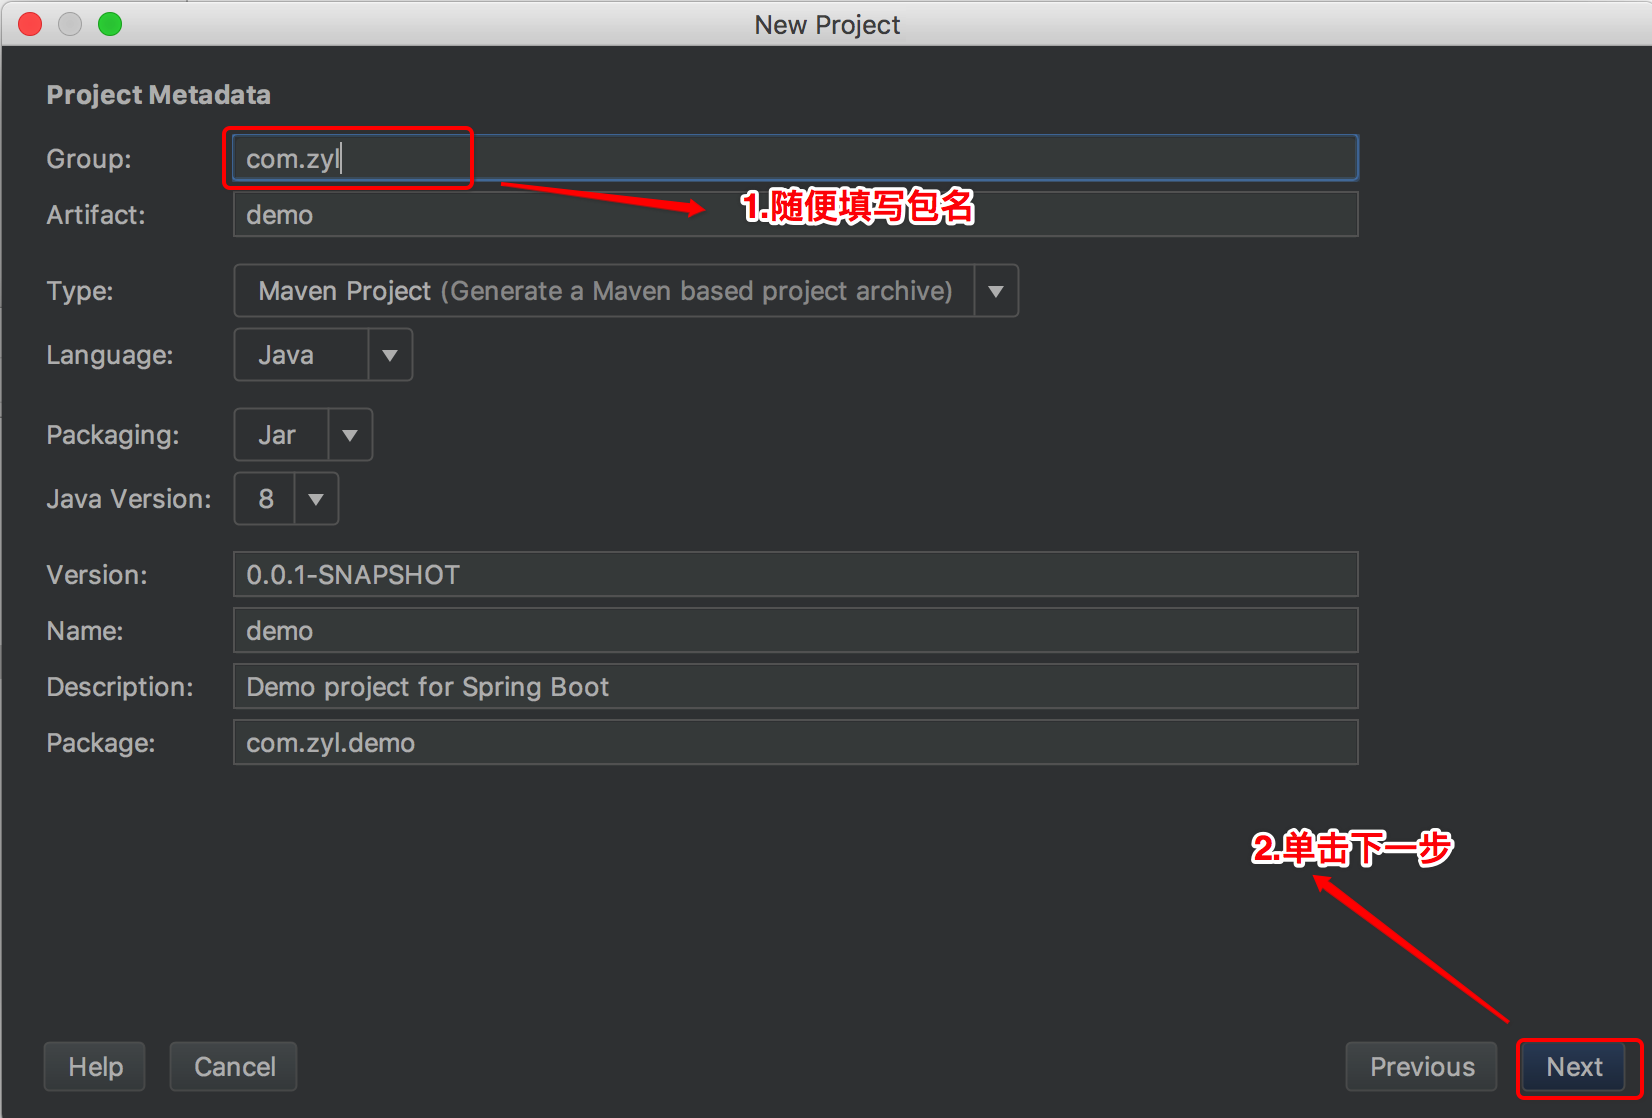 New Project
Project Metadata
Group: com.zyl
1.随便填写包名
Artifact: demo
Type: Maven Project (Generate a Maven based project archive)
Language: Java
Packaging: Jar
Java Version: 8
Version: 0.0.1-SNAPSHOT
Name: demo
Description: Demo project for Spring Boot
Package: com.zyl.demo
2.单击下一步
Help Cancel Previous Next